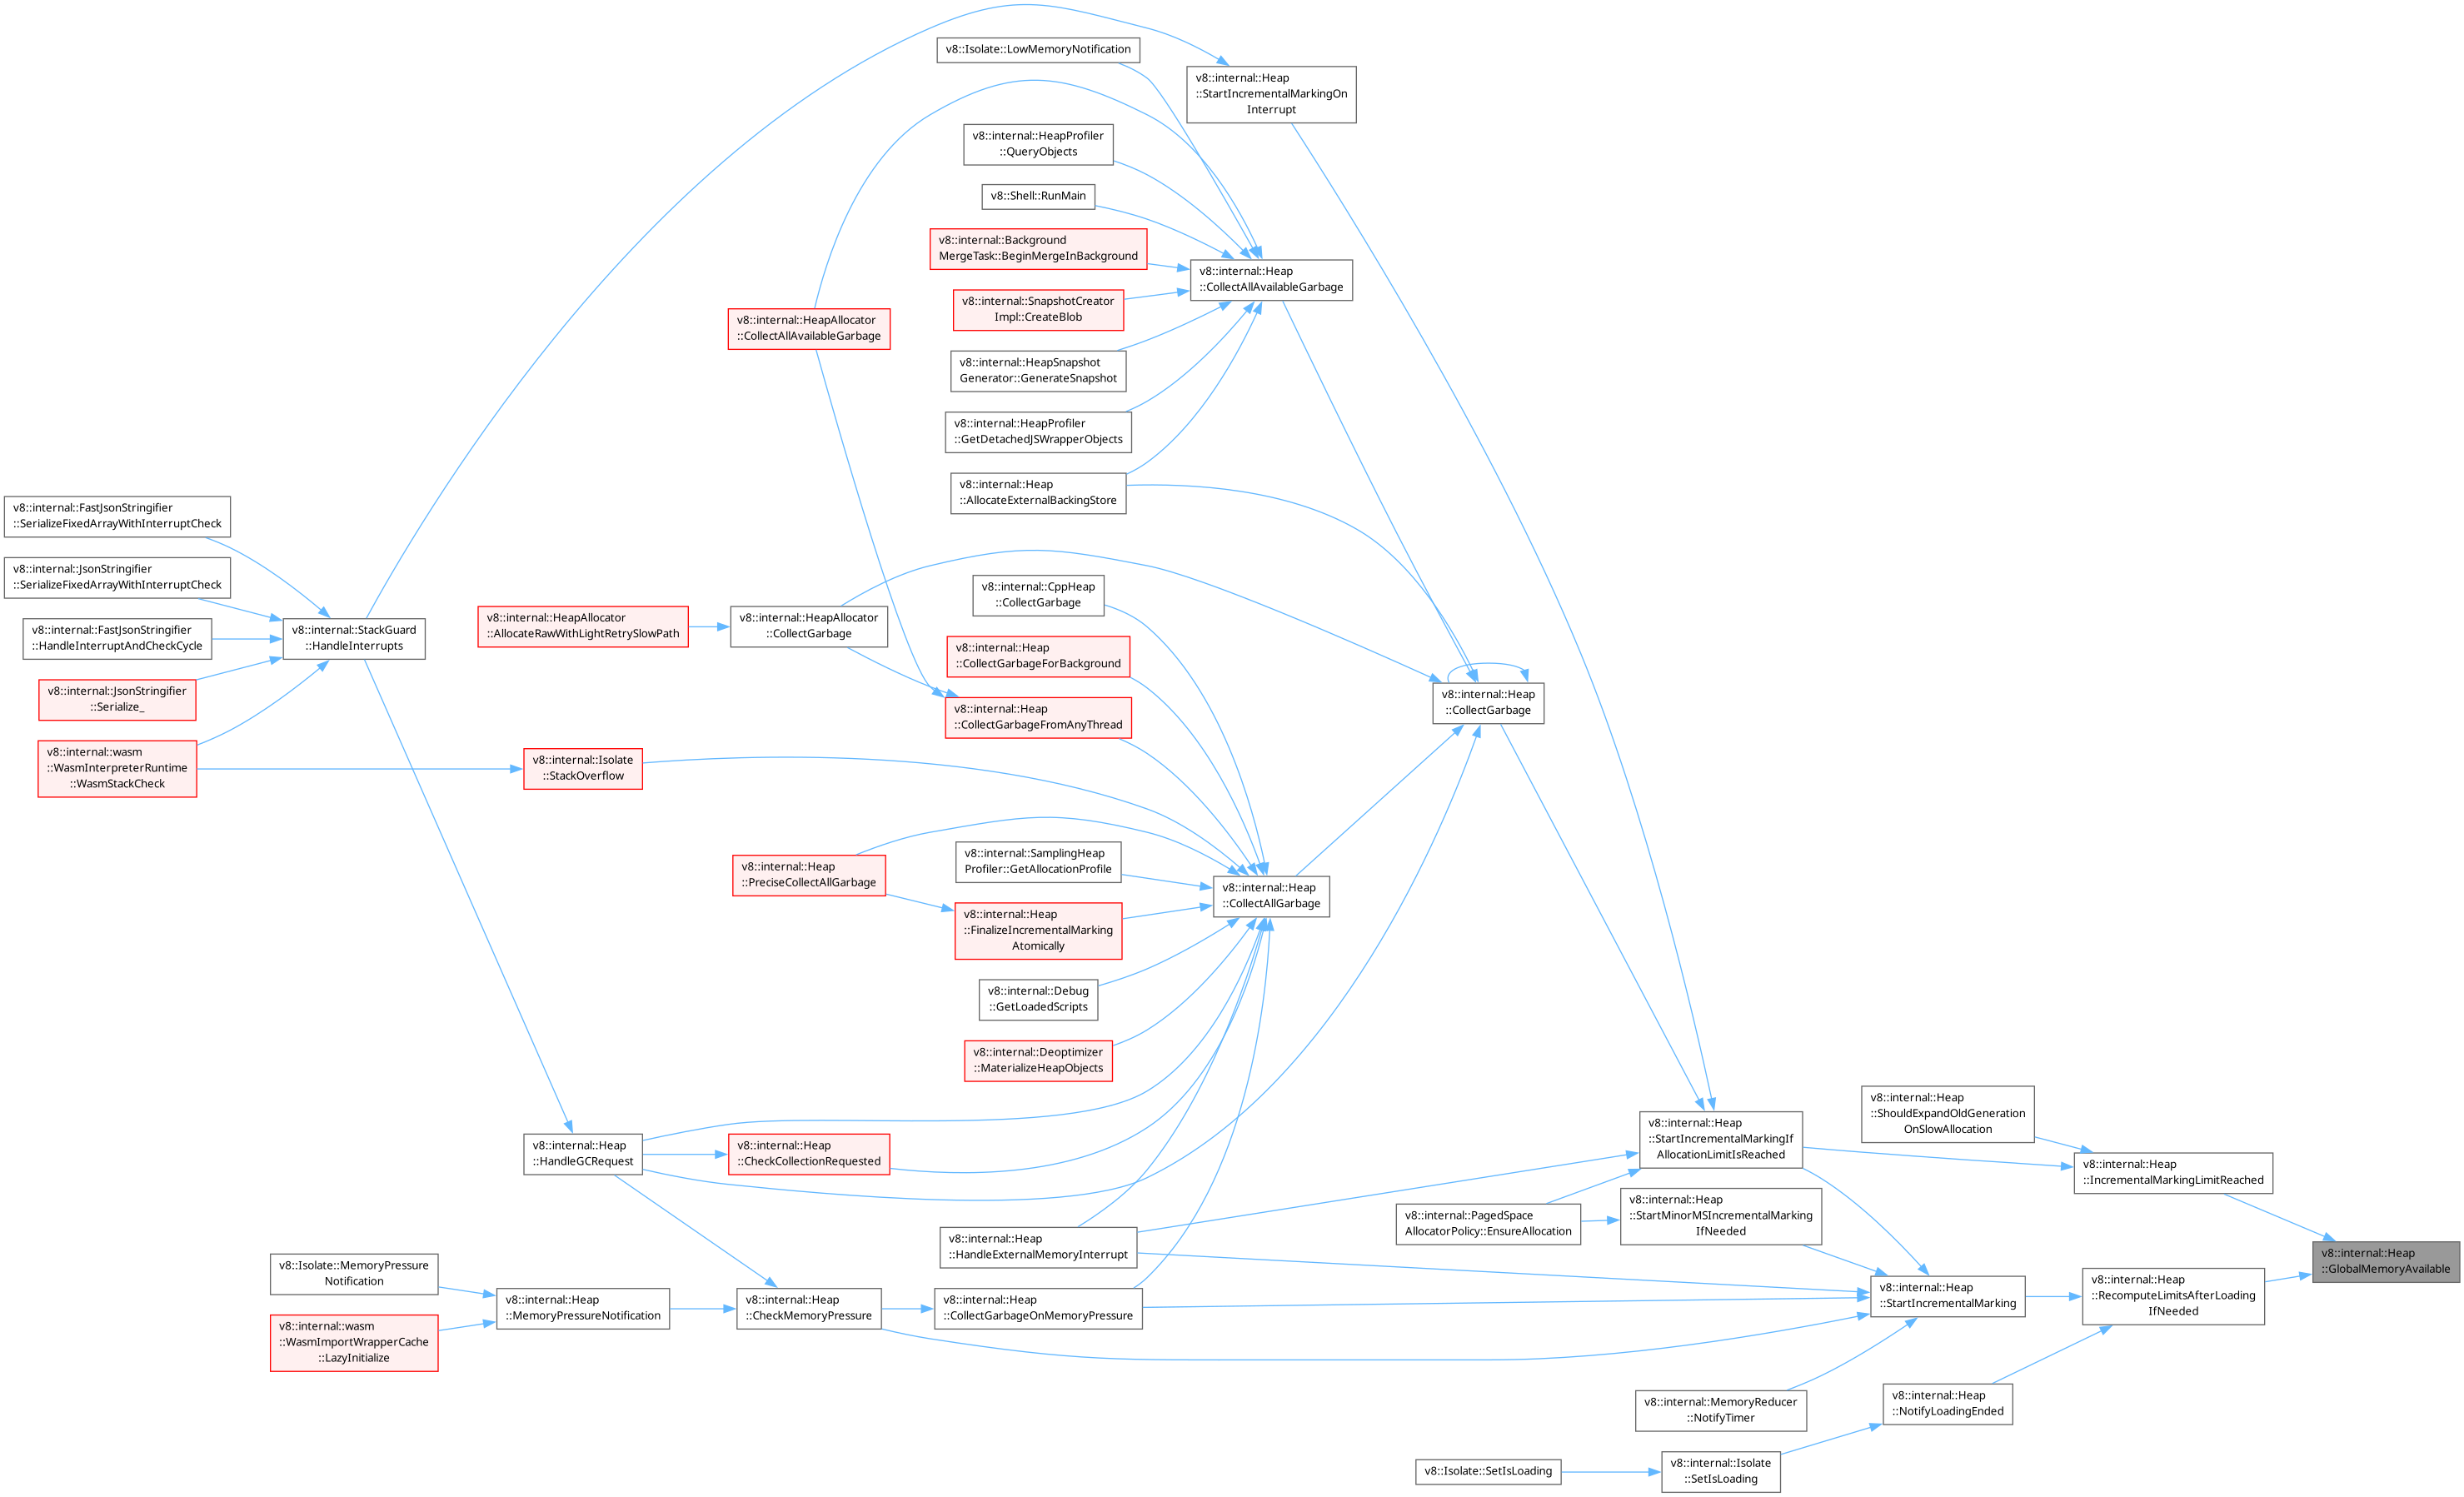 v8::Isolate::LowMemoryNotification
v8::internal::Heap
::StartIncrementalMarkingOn
Interrupt
v8::internal::HeapProfiler
::QueryObjects
v8::Shell::RunMain
v8::internal::Background
MergeTask::BeginMergeInBackground
v8::internal::Heap
::CollectAllAvailableGarbage
v8::internal::SnapshotCreator
Impl::CreateBlob
v8::internal::HeapAllocator
::CollectAllAvailableGarbage
v8::internal::HeapSnapshot
Generator::GenerateSnapshot
v8::internal::HeapProfiler
::GetDetachedJSWrapperObjects
v8::internal::Heap
::AllocateExternalBackingStore
v8::internal::FastJsonStringifier
::SerializeFixedArrayWithInterruptCheck
v8::internal::JsonStringifier
::SerializeFixedArrayWithInterruptCheck
v8::internal::CppHeap
::CollectGarbage
v8::internal::HeapAllocator
::AllocateRawWithLightRetrySlowPath
v8::internal::HeapAllocator
::CollectGarbage
v8::internal::FastJsonStringifier
::HandleInterruptAndCheckCycle
v8::internal::StackGuard
::HandleInterrupts
v8::internal::Heap
::CollectGarbageForBackground
v8::internal::JsonStringifier
::Serialize_
v8::internal::Heap
::CollectGarbage
v8::internal::Heap
::CollectGarbageFromAnyThread
v8::internal::wasm
::WasmInterpreterRuntime
::WasmStackCheck
v8::internal::Isolate
::StackOverflow
v8::internal::SamplingHeap
Profiler::GetAllocationProfile
v8::internal::Heap
::PreciseCollectAllGarbage
v8::internal::Heap
::CollectAllGarbage
v8::internal::Heap
::FinalizeIncrementalMarking
Atomically
v8::internal::Debug
::GetLoadedScripts
v8::internal::Deoptimizer
::MaterializeHeapObjects
v8::internal::Heap
::ShouldExpandOldGeneration
OnSlowAllocation
v8::internal::Heap
::StartIncrementalMarkingIf
AllocationLimitIsReached
v8::internal::Heap
::HandleGCRequest
v8::internal::Heap
::CheckCollectionRequested
v8::internal::Heap
::IncrementalMarkingLimitReached
v8::internal::Heap
::StartMinorMSIncrementalMarking
IfNeeded
v8::internal::PagedSpace
AllocatorPolicy::EnsureAllocation
v8::internal::Heap
::HandleExternalMemoryInterrupt
v8::internal::Heap
::GlobalMemoryAvailable
v8::Isolate::MemoryPressure
Notification
v8::internal::Heap
::MemoryPressureNotification
v8::internal::Heap
::CheckMemoryPressure
v8::internal::Heap
::CollectGarbageOnMemoryPressure
v8::internal::Heap
::StartIncrementalMarking
v8::internal::Heap
::RecomputeLimitsAfterLoading
IfNeeded
v8::internal::wasm
::WasmImportWrapperCache
::LazyInitialize
v8::internal::MemoryReducer
::NotifyTimer
v8::internal::Heap
::NotifyLoadingEnded
v8::Isolate::SetIsLoading
v8::internal::Isolate
::SetIsLoading